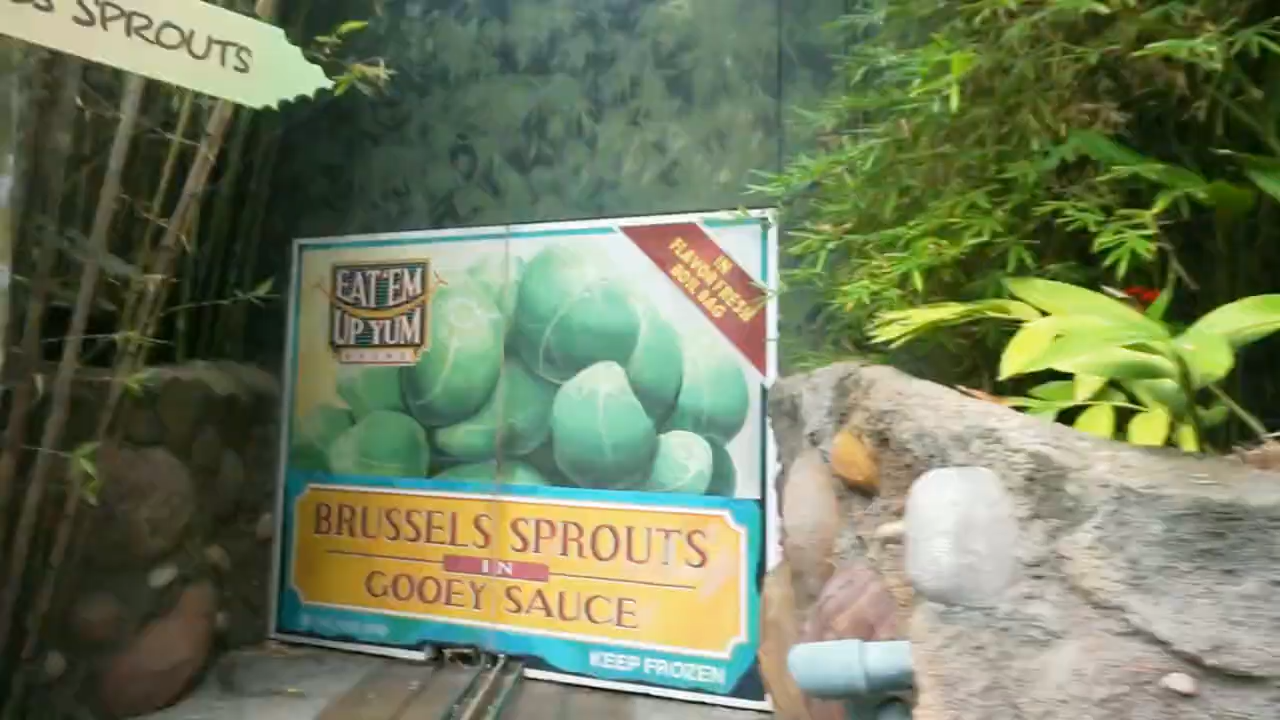 SPROUTS
EAT 'EM
UP YUM
IN
FLAVOR FRESH
BOIL BAG
BRUSSELS SPROUTS
IN
GOOEY SAUCE
KEEP FROZEN